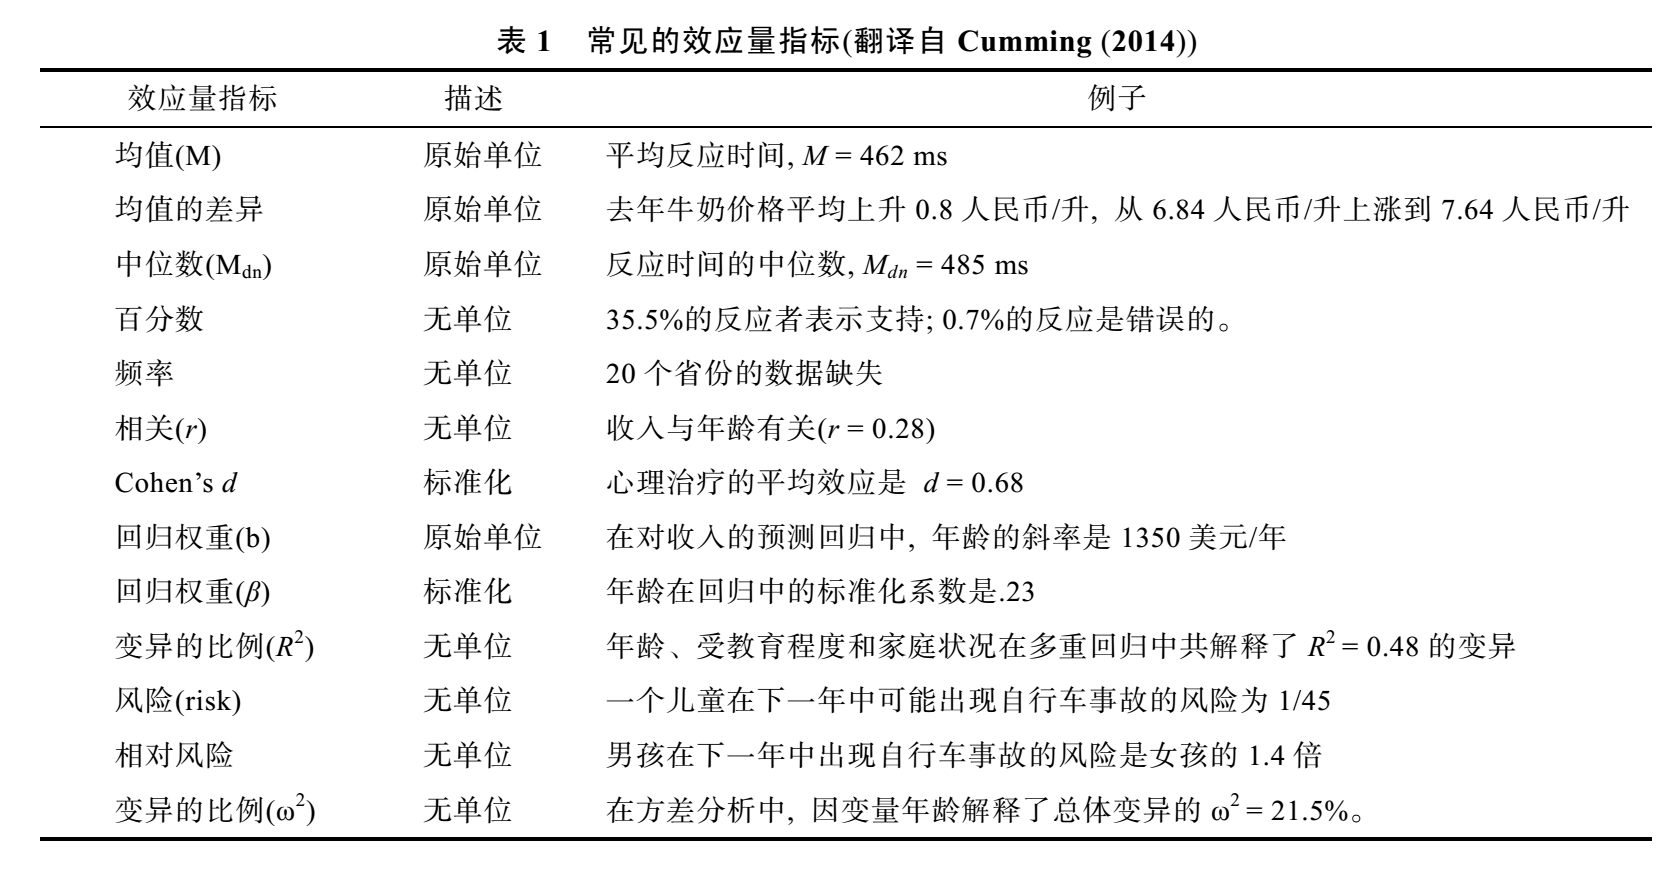 表 1 常见的效应量指标(翻译自 Cumming (2014))
效应量指标 描述 例子
均值(M) 原始单位 平均反应时间, M = 462 ms
均值的差异 原始单位 去年牛奶价格平均上升 0.8 人民币/升, 从 6.84 人民币/升上涨到 7.64 人民币/升
中位数(Mdn) 原始单位 反应时间的中位数, Mdn = 485 ms
百分数 无单位 35.5%的反应者表示支持; 0.7%的反应是错误的。
频率 无单位 20 个省份的数据缺失
相关(r) 无单位 收入与年龄有关(r = 0.28)
Cohen’s d 标准化 心理治疗的平均效应是 d = 0.68
回归权重(b) 原始单位 在对收入的预测回归中, 年龄的斜率是 1350 美元/年
回归权重(β) 标准化 年龄在回归中的标准化系数是.23
变异的比例(R²) 无单位 年龄、受教育程度和家庭状况在多重回归中共解释了 R² = 0.48 的变异
风险(risk) 无单位 一个儿童在下一年中可能出现自行车事故的风险为 1/45
相对风险 无单位 男孩在下一年中出现自行车事故的风险是女孩的 1.4 倍
变异的比例(ω²) 无单位 在方差分析中, 因变量年龄解释了总体变异的 ω² = 21.5%。